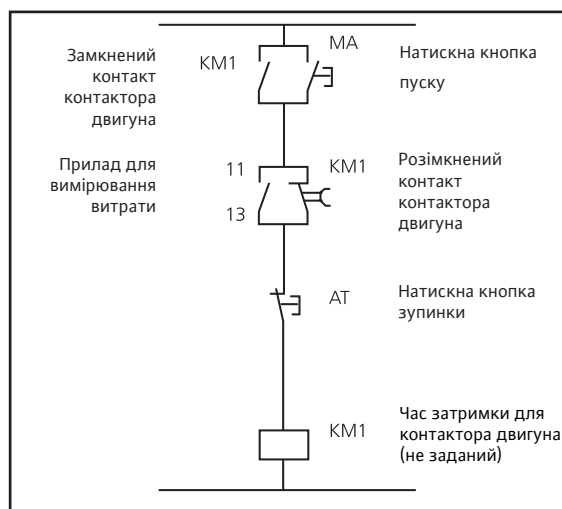 Замкнений
контакт
контактора
двигуна
KM1
MA
Натискна кнопка
пуску
Прилад для
вимірювання
витрати
11
13
KM1
Розімкнений
контакт
контактора
двигуна
AT
Натискна кнопка
зупинки
KM1
Час затримки для
контактора двигуна
(не заданий)